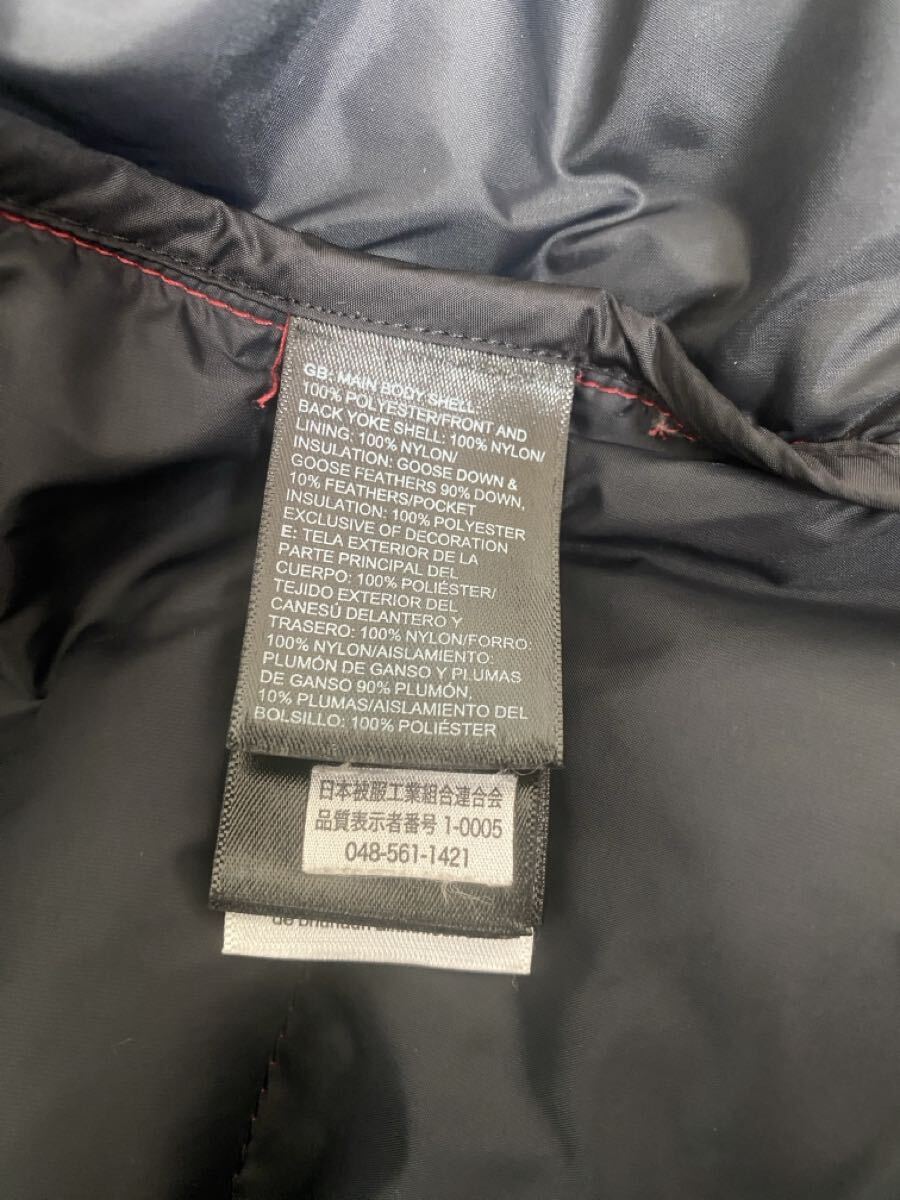 GB: MAIN BODY SHELL:
100% POLYESTER/FRONT AND
BACK YOKE SHELL: 100% NYLON/
LINING: 100% NYLON/
INSULATION: GOOSE DOWN &
GOOSE FEATHERS 90% DOWN,
10% FEATHERS/POCKET
INSULATION: 100% POLYESTER
EXCLUSIVE OF DECORATION
E: TELA EXTERIOR DE LA
PARTE PRINCIPAL DEL
CUERPO: 100% POLIÉSTER/
TEJIDO EXTERIOR DEL
CANESÚ DELANTERO Y
TRASERO: 100% NYLON/FORRO:
100% NYLON/AISLAMIENTO:
PLUMÓN DE GANSO Y PLUMAS
DE GANSO 90% PLUMÓN,
10% PLUMAS/AISLAMIENTO DEL
BOLSILLO: 100% POLIÉSTER
日本被服工業組合連合会
品質表示者番号 1-0005
048-561-1421